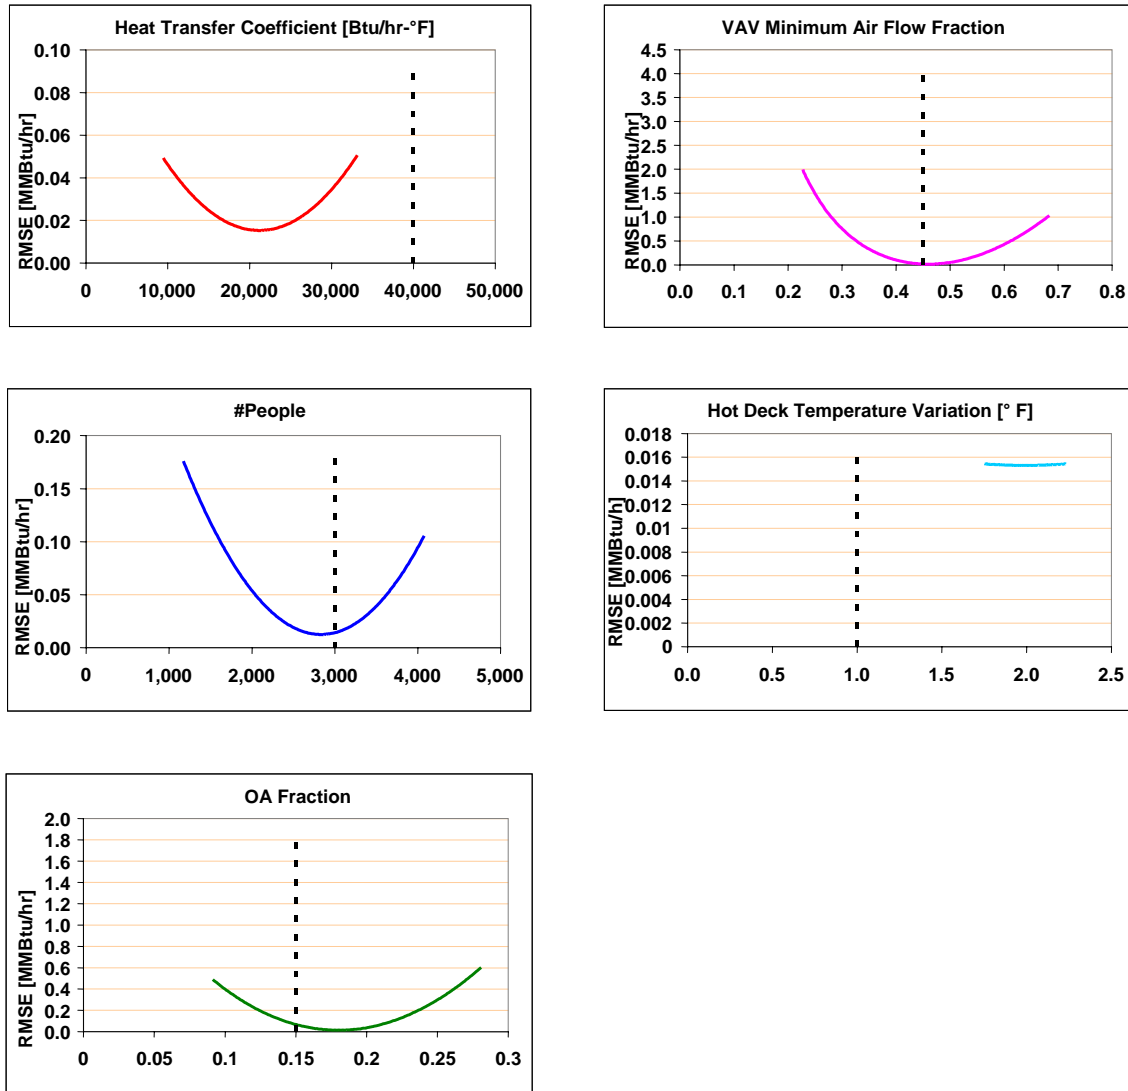 Heat Transfer Coefficient [Btu/hr-°F]
RMSE [MMBtu/hr]
0.10
0.08
0.06
0.04
0.02
0.00
0 10,000 20,000 30,000 40,000 50,000
VAV Minimum Air Flow Fraction
RMSE [MMBtu/hr]
4.5
4.0
3.5
3.0
2.5
2.0
1.5
1.0
0.5
0.0
0.0 0.1 0.2 0.3 0.4 0.5 0.6 0.7 0.8
#People
RMSE [MMBtu/hr]
0.20
0.15
0.10
0.05
0.00
0 1,000 2,000 3,000 4,000 5,000
Hot Deck Temperature Variation [° F]
RMSE [MMBtu/h]
0.018
0.016
0.014
0.012
0.01
0.008
0.006
0.004
0.002
0
0.0 0.5 1.0 1.5 2.0 2.5
OA Fraction
RMSE [MMBtu/hr]
2.0
1.8
1.6
1.4
1.2
1.0
0.8
0.6
0.4
0.2
0.0
0 0.05 0.1 0.15 0.2 0.25 0.3